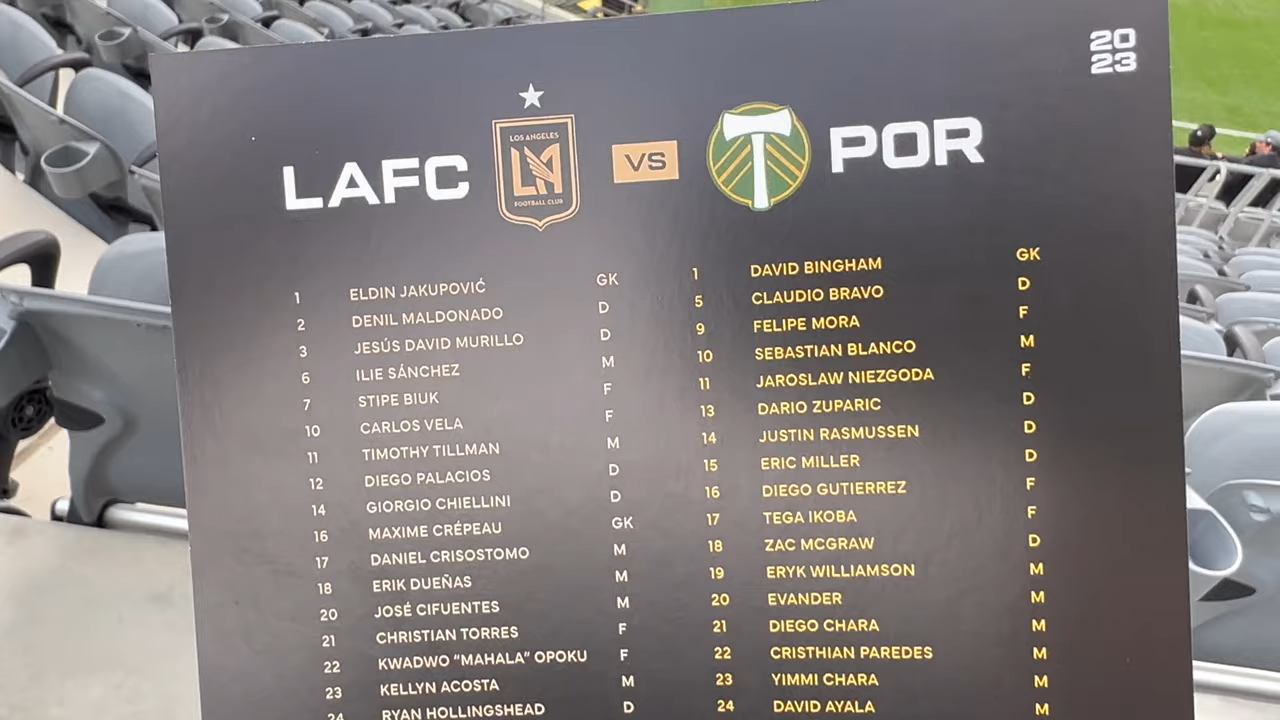 20
23
LAFC
LOS ANGELES
LA
FOOTBALL CLUB
VS
POR
1 ELDIN JAKUPOVIĆ GK
2 DENIL MALDONADO D
3 JESÚS DAVID MURILLO D
6 ILIE SÁNCHEZ M
7 STIPE BIUK F
10 CARLOS VELA F
11 TIMOTHY TILLMAN M
12 DIEGO PALACIOS D
14 GIORGIO CHIELLINI D
16 MAXIME CRÉPEAU GK
17 DANIEL CRISOSTOMO M
18 ERIK DUEÑAS M
20 JOSÉ CIFUENTES M
21 CHRISTIAN TORRES F
22 KWADWO “MAHALA” OPOKU F
23 KELLYN ACOSTA M
24 RYAN HOLLINGSHEAD D
1 DAVID BINGHAM GK
5 CLAUDIO BRAVO D
9 FELIPE MORA F
10 SEBASTIAN BLANCO M
11 JAROSLAW NIEZGODA F
13 DARIO ZUPARIC D
14 JUSTIN RASMUSSEN D
15 ERIC MILLER D
16 DIEGO GUTIERREZ F
17 TEGA IKOBA F
18 ZAC MCGRAW D
19 ERYK WILLIAMSON M
20 EVANDER M
21 DIEGO CHARA M
22 CRISTHIAN PAREDES M
23 YIMMI CHARA M
24 DAVID AYALA M